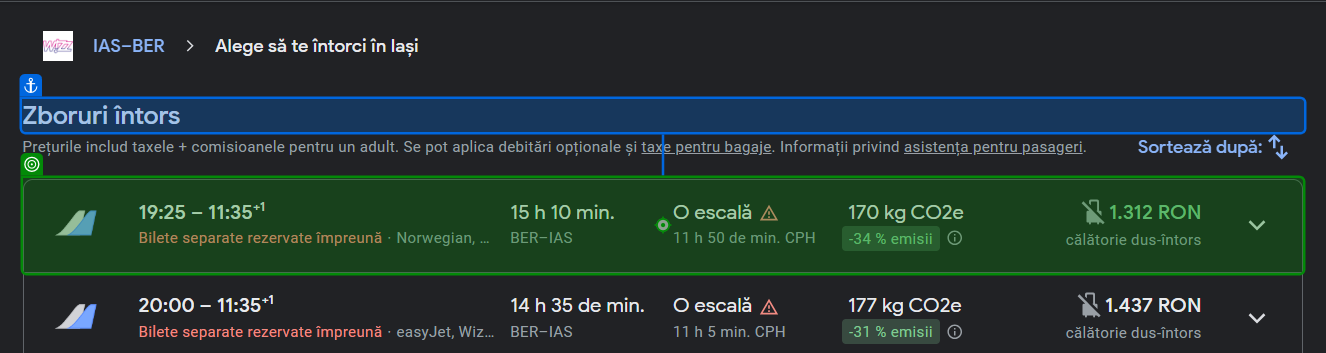 WIZZ IAS–BER > Alege să te întorci în Iași
Zboruri întors
Prețurile includ taxele + comisioanele pentru un adult. Se pot aplica debitări opționale și taxe pentru bagaje. Informații privind asistența pentru pasageri. Sortează după:
19:25 – 11:35+1 15 h 10 min. O escală 170 kg CO2e 1.312 RON
Bilete separate rezervate împreună · Norwegian, ... BER–IAS 11 h 50 de min. CPH -34 % emisii călătorie dus-întors
20:00 – 11:35+1 14 h 35 de min. O escală 177 kg CO2e 1.437 RON
Bilete separate rezervate împreună · easyJet, Wiz... BER–IAS 11 h 5 min. CPH -31 % emisii călătorie dus-întors